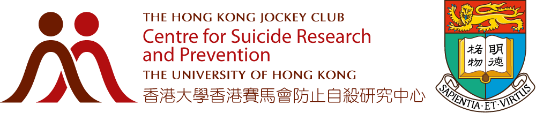 THE HONG KONG JOCKEY CLUB
Centre for Suicide Research
and Prevention
THE UNIVERSITY OF HONG KONG
香港大學香港賽馬會防止自殺研究中心
明德
格物
SAPIENTIA·ET·VIRTUS